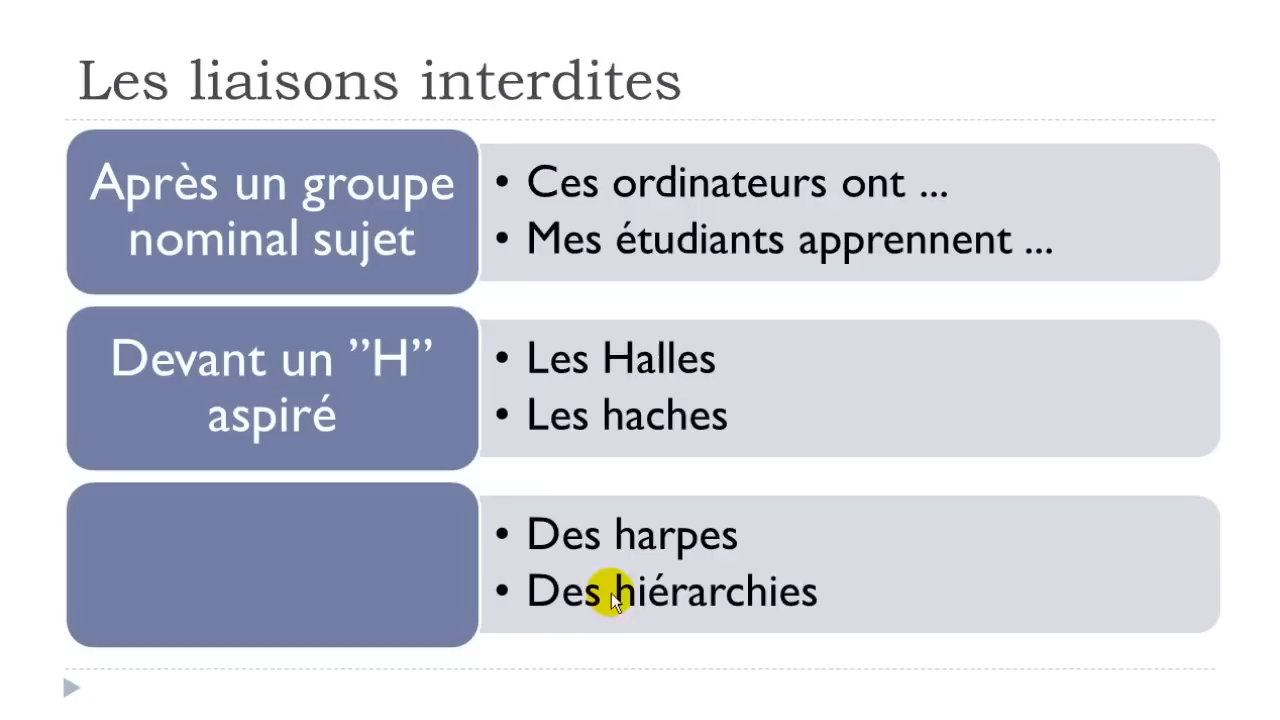 Les liaisons interdites
Après un groupe
nominal sujet
• Ces ordinateurs ont ...
• Mes étudiants apprennent ...
Devant un ”H”
aspiré
• Les Halles
• Les haches
• Des harpes
• Des hiérarchies